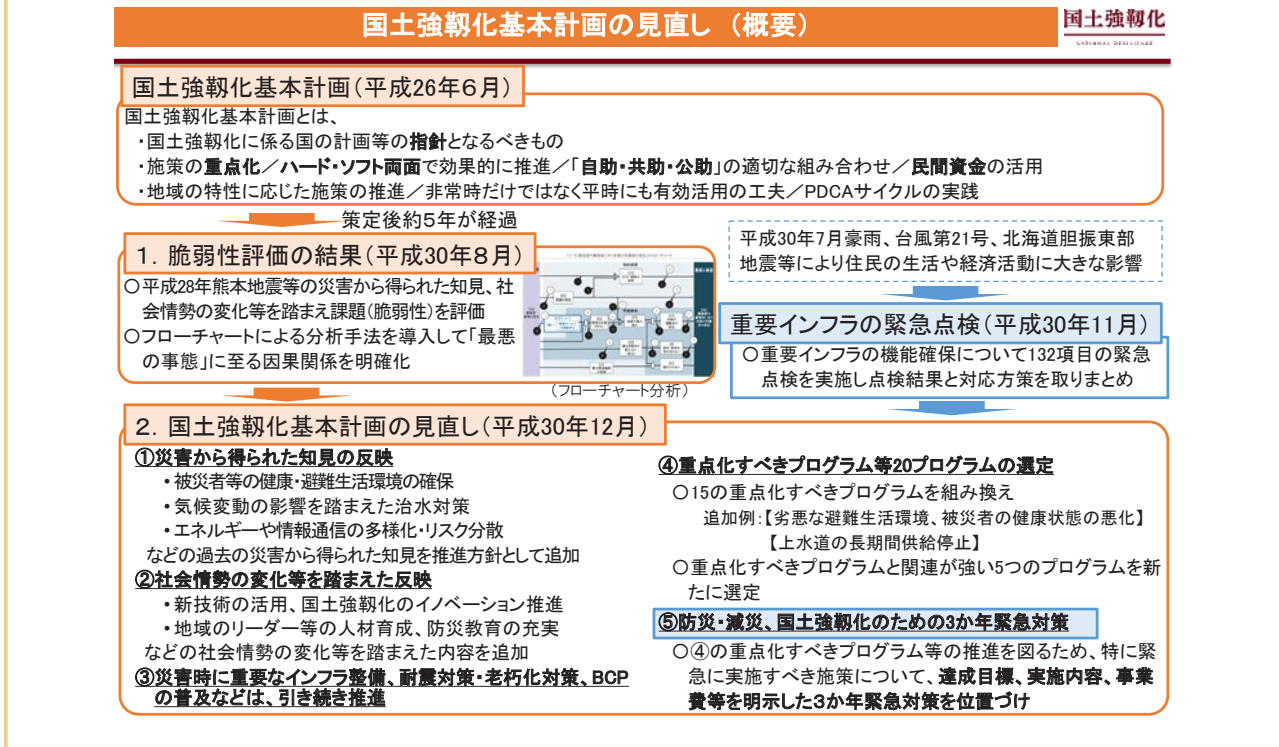 国土強靱化基本計画の見直し (概要)
国土強靱化
NATIONAL RESILIENCE
国土強靱化基本計画(平成26年6月)
国土強靱化基本計画とは、
・国土強靱化に係る国の計画等の指針となるべきもの
・施策の重点化/ハード・ソフト両面で効果的に推進/「自助・共助・公助」の適切な組み合わせ/民間資金の活用
・地域の特性に応じた施策の推進/非常時だけではなく平時にも有効活用の工夫/PDCAサイクルの実践
策定後約5年が経過
1. 脆弱性評価の結果(平成30年8月)
○平成28年熊本地震等の災害から得られた知見、社
会情勢の変化等を踏まえ課題(脆弱性)を評価
○フローチャートによる分析手法を導入して「最悪
の事態」に至る因果関係を明確化
(フローチャート分析)
平成30年7月豪雨、台風第21号、北海道胆振東部
地震等により住民の生活や経済活動に大きな影響
重要インフラの緊急点検(平成30年11月)
○重要インフラの機能確保について132項目の緊急
点検を実施し点検結果と対応方策を取りまとめ
2. 国土強靱化基本計画の見直し(平成30年12月)
①災害から得られた知見の反映
・被災者等の健康・避難生活環境の確保
・気候変動の影響を踏まえた治水対策
・エネルギーや情報通信の多様化・リスク分散
などの過去の災害から得られた知見を推進方針として追加
②社会情勢の変化等を踏まえた反映
・新技術の活用、国土強靱化のイノベーション推進
・地域のリーダー等の人材育成、防災教育の充実
などの社会情勢の変化等を踏まえた内容を追加
③災害時に重要なインフラ整備、耐震対策・老朽化対策、BCP
の普及などは、引き続き推進
④重点化すべきプログラム等20プログラムの選定
○15の重点化すべきプログラムを組み換え
追加例:【劣悪な避難生活環境、被災者の健康状態の悪化】
【上水道の長期間供給停止】
○重点化すべきプログラムと関連が強い5つのプログラムを新
たに選定
⑤防災・減災、国土強靱化のための3か年緊急対策
○④の重点化すべきプログラム等の推進を図るため、特に緊
急に実施すべき施策について、達成目標、実施内容、事業
費等を明示した3か年緊急対策を位置づけ